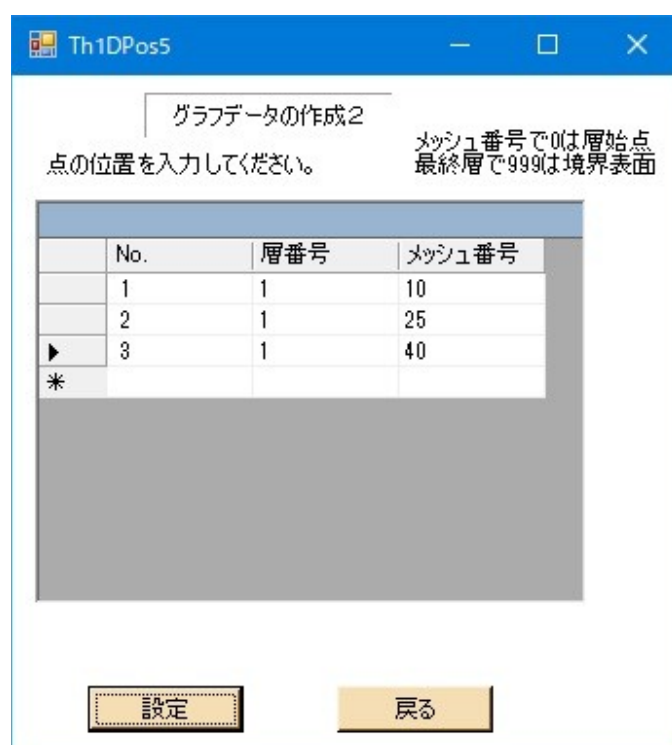 Th1DPos5
グラフデータの作成2
点の位置を入力してください。
メッシュ番号で0は層始点
最終層で999は境界表面
No. 層番号 メッシュ番号
1 1 10
2 1 25
3 1 40
設定 戻る